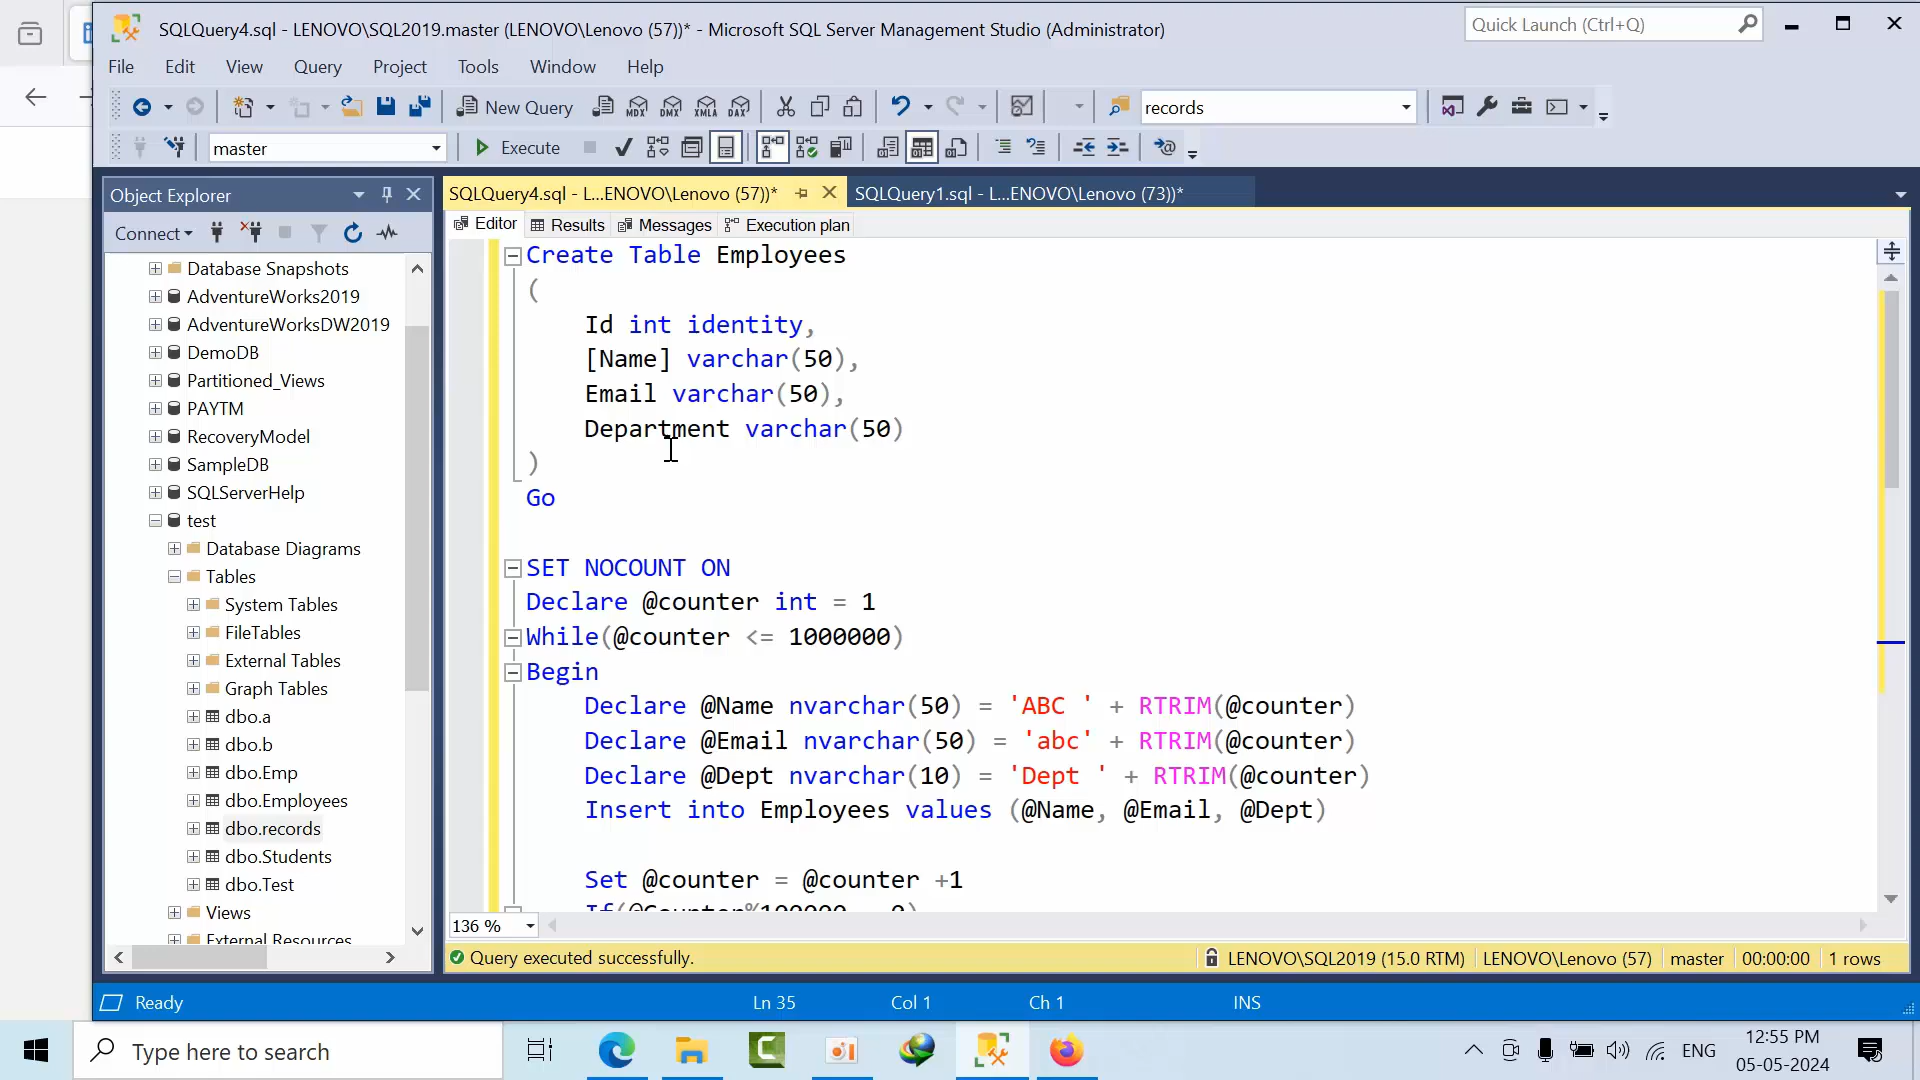 SQLQuery4.sql - LENOVO\SQL2019.master (LENOVO\Lenovo (57))* - Microsoft SQL Server Management Studio (Administrator)
Quick Launch (Ctrl+Q)
File Edit View Query Project Tools Window Help
New Query
MDX DMX XMLA DAX
records
master
Execute
Object Explorer
SQLQuery4.sql - L...ENOVO\Lenovo (57))*
SQLQuery1.sql - L...ENOVO\Lenovo (73))*
Connect
Editor Results Messages Execution plan
Database Snapshots
AdventureWorks2019
AdventureWorksDW2019
DemoDB
Partitioned_Views
PAYTM
RecoveryModel
SampleDB
SQLServerHelp
test
Database Diagrams
Tables
System Tables
FileTables
External Tables
Graph Tables
dbo.a
dbo.b
dbo.Emp
dbo.Employees
dbo.records
dbo.Students
dbo.Test
Views
External Resources
Create Table Employees
(
Id int identity,
[Name] varchar(50),
Email varchar(50),
Department varchar(50)
)
Go
SET NOCOUNT ON
Declare @counter int = 1
While(@counter <= 1000000)
Begin
Declare @Name nvarchar(50) = 'ABC ' + RTRIM(@counter)
Declare @Email nvarchar(50) = 'abc' + RTRIM(@counter)
Declare @Dept nvarchar(10) = 'Dept ' + RTRIM(@counter)
Insert into Employees values (@Name, @Email, @Dept)
Set @counter = @counter +1
136 %
Query executed successfully.
LENOVO\SQL2019 (15.0 RTM) LENOVO\Lenovo (57) master 00:00:00 1 rows
Ready Ln 35 Col 1 Ch 1 INS
Type here to search
ENG
12:55 PM
05-05-2024